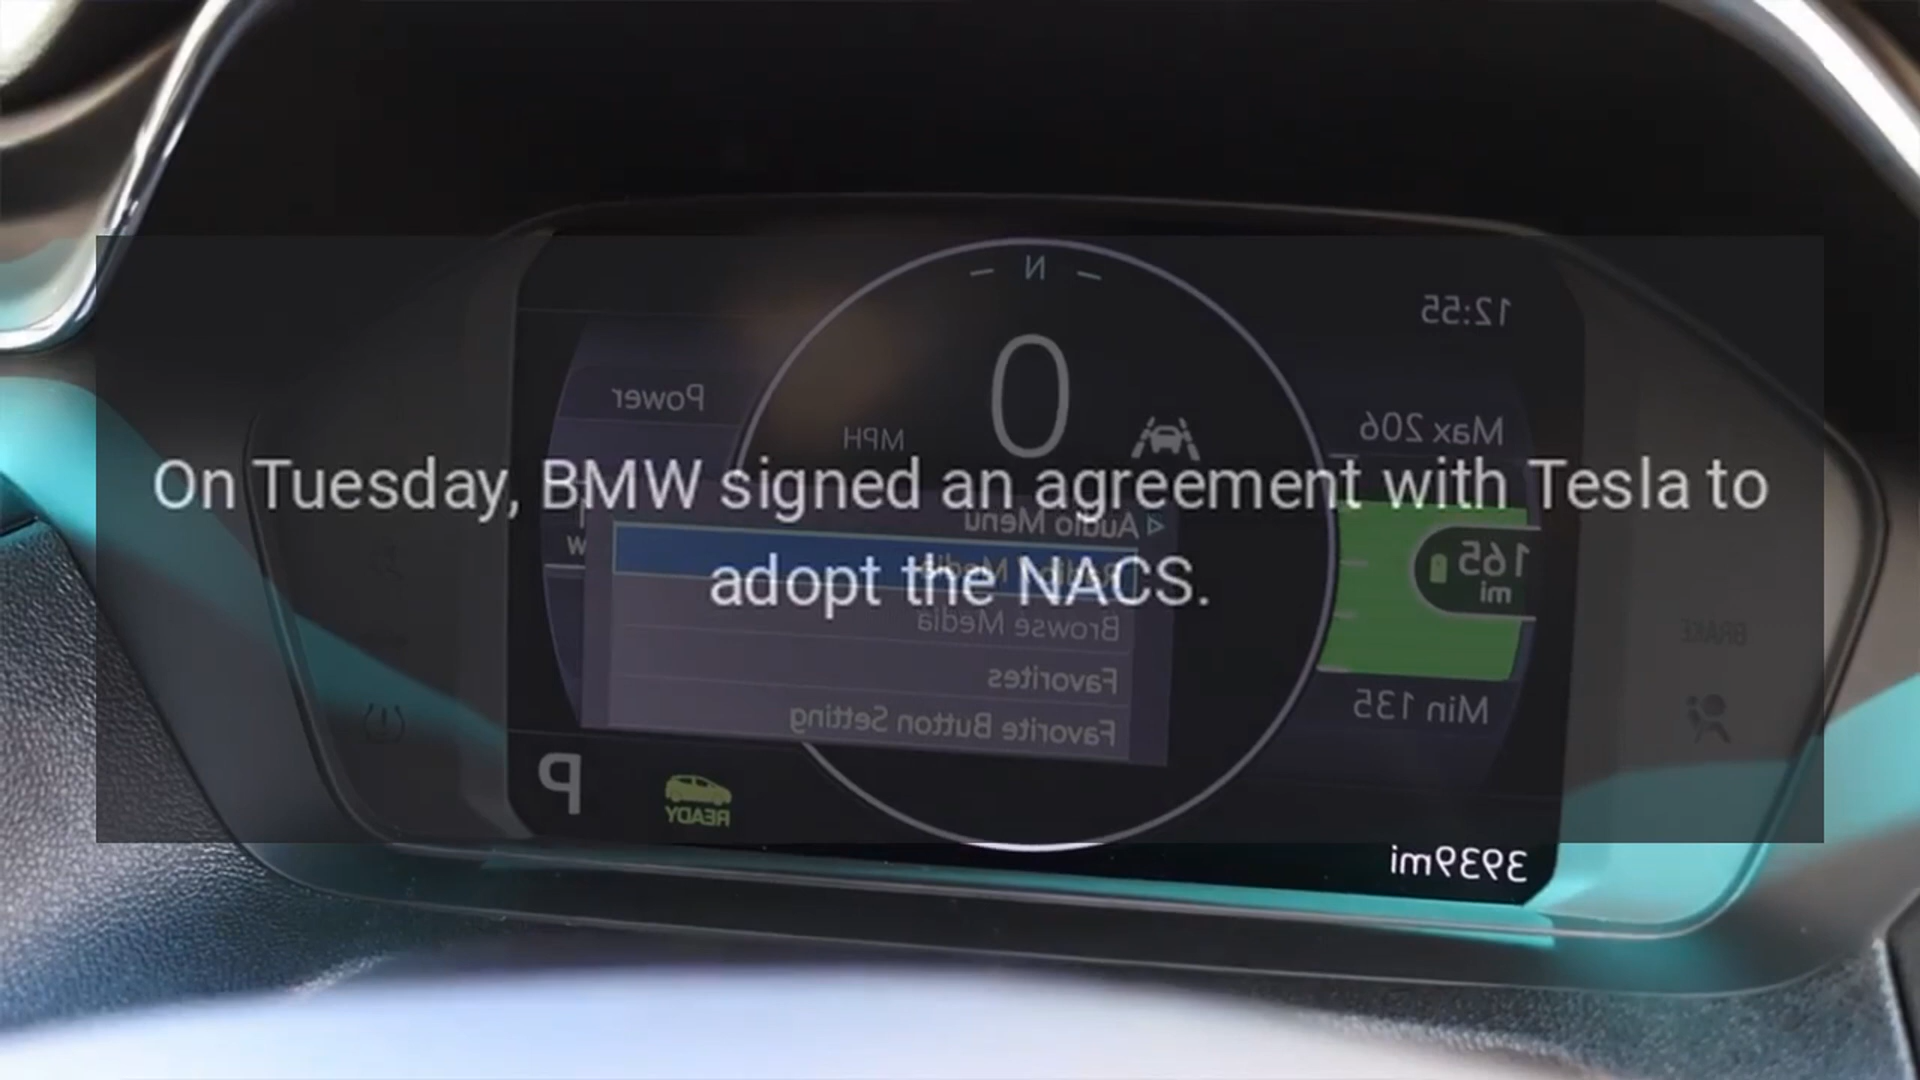 N
12:55
0
Power
MPH
Max 206
On Tuesday, BMW signed an agreement with Tesla to
Audio Menu
adopt the NACS.
165
mi
Browse Media
BRAKE
Favorites
Min 135
Favorite Button Setting
P
READY
3939mi